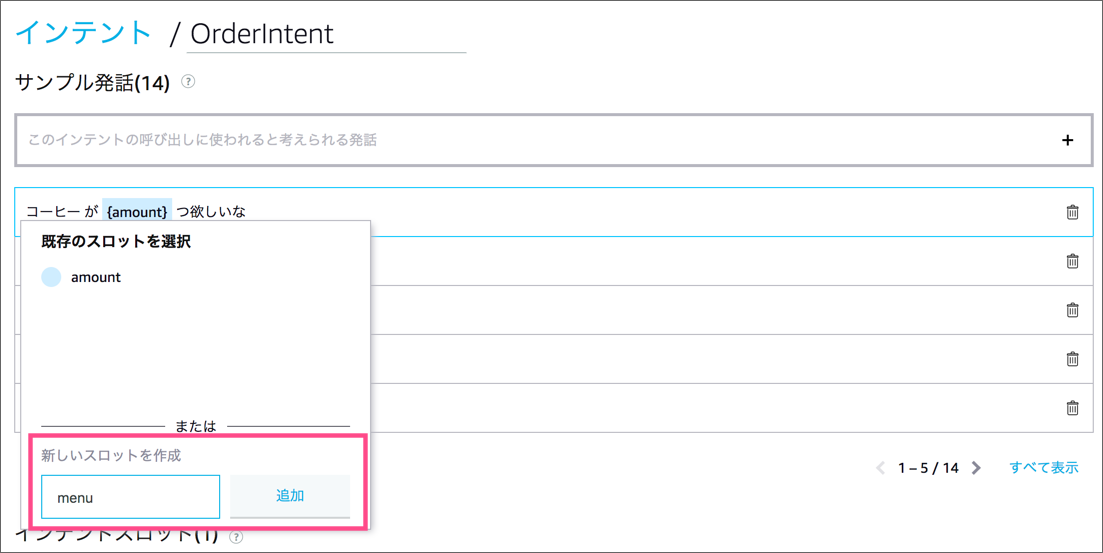 インテント / OrderIntent
サンプル発話(14) ?
このインテントの呼び出しに使われると考えられる発話 +
コーヒー が {amount} つ欲しいな
既存のスロットを選択
amount
または
新しいスロットを作成
menu 追加
1 – 5 / 14 すべて表示
インテントスロット(1) ?